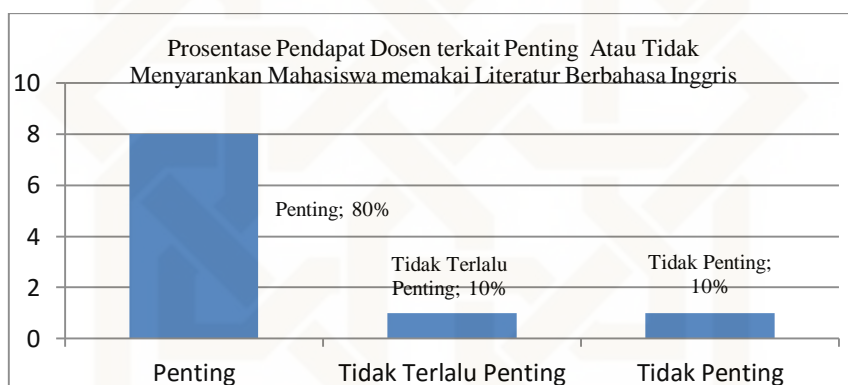 Prosentase Pendapat Dosen terkait Penting Atau Tidak
Menyarankan Mahasiswa memakai Literatur Berbahasa Inggris
10
8
6
4
2
0
Penting; 80%
Tidak Terlalu
Penting; 10%
Tidak Penting;
10%
Penting
Tidak Terlalu Penting
Tidak Penting